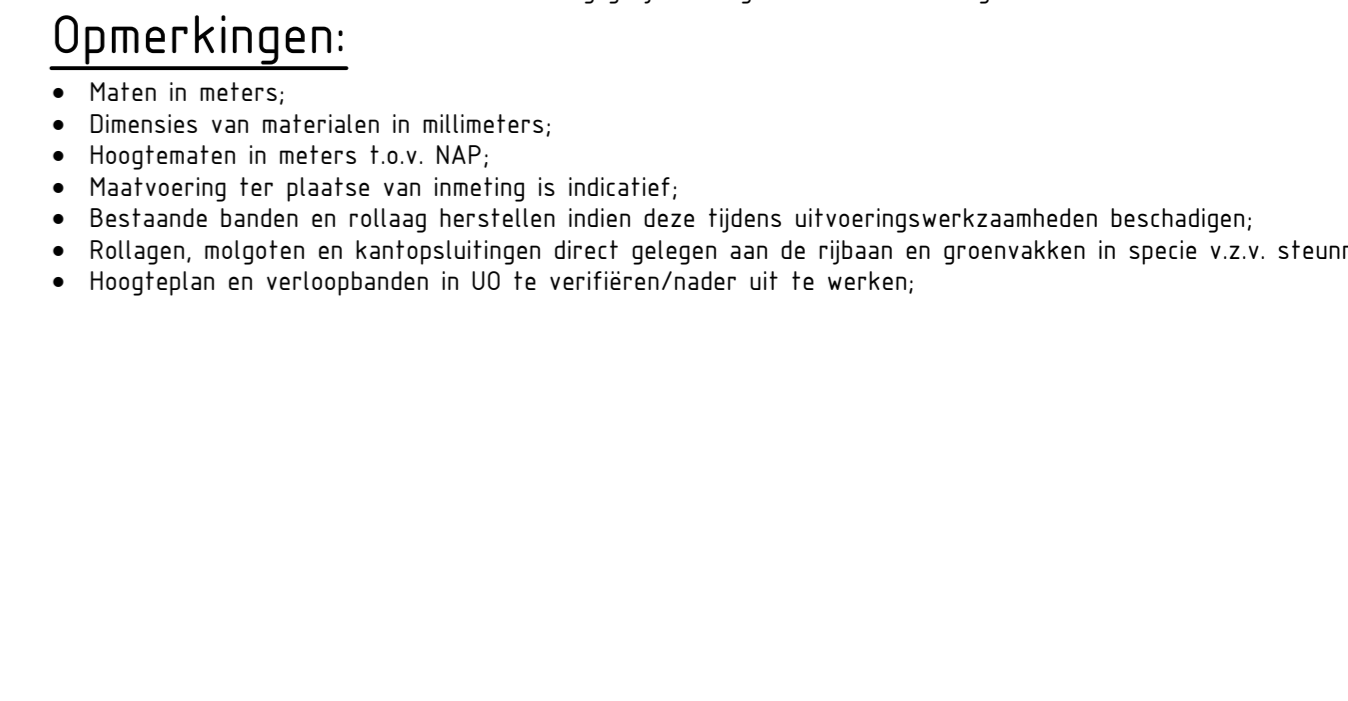 Opmerkingen:
• Maten in meters;
• Dimensies van materialen in millimeters;
• Hoogtematen in meters t.o.v. NAP;
• Maatvoering ter plaatse van inmeting is indicatief;
• Bestaande banden en rollaag herstellen indien deze tijdens uitvoeringswerkzaamheden beschadigen;
• Rollagen, molgoten en kantopsluitingen direct gelegen aan de rijbaan en groenvakken in specie v.z.v.
• Hoogteplan en verloopbanden in UO te verifiëren/nader uit te werken;